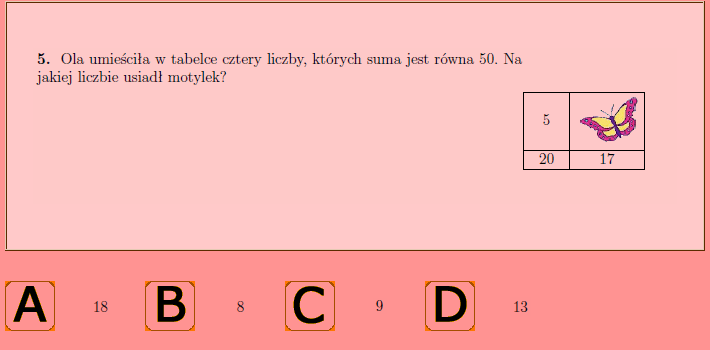 5. Ola umieściła w tabelce cztery liczby, których suma jest równa 50. Na
jakiej liczbie usiadł motylek?
5
20 17
A 18 B 8 C 9 D 13